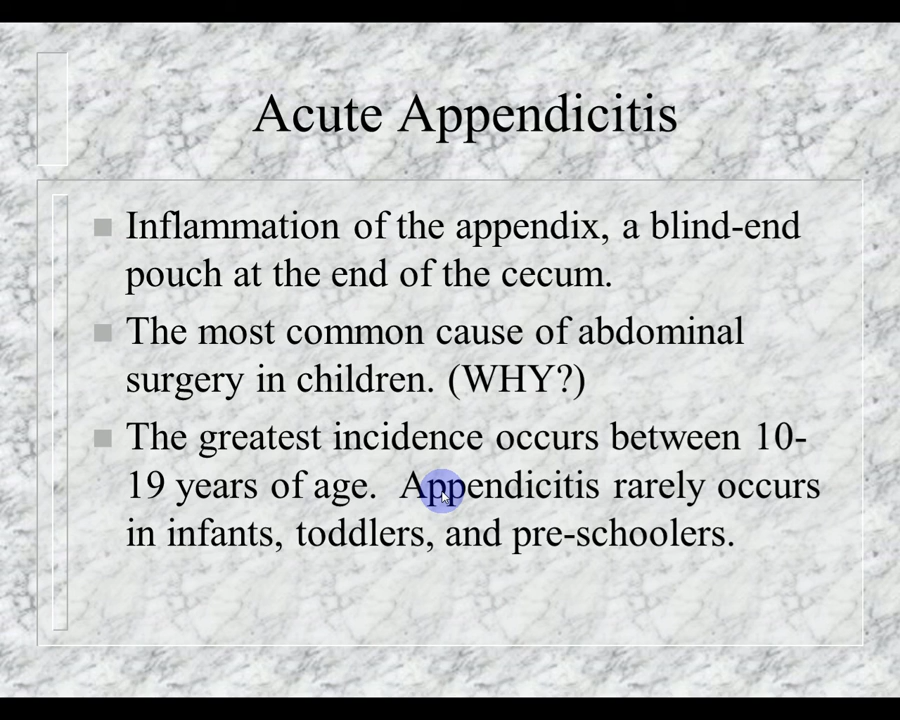 Acute Appendicitis
Inflammation of the appendix, a blind-end
pouch at the end of the cecum.
The most common cause of abdominal
surgery in children. (WHY?)
The greatest incidence occurs between 10-
19 years of age.  Appendicitis rarely occurs
in infants, toddlers, and pre-schoolers.